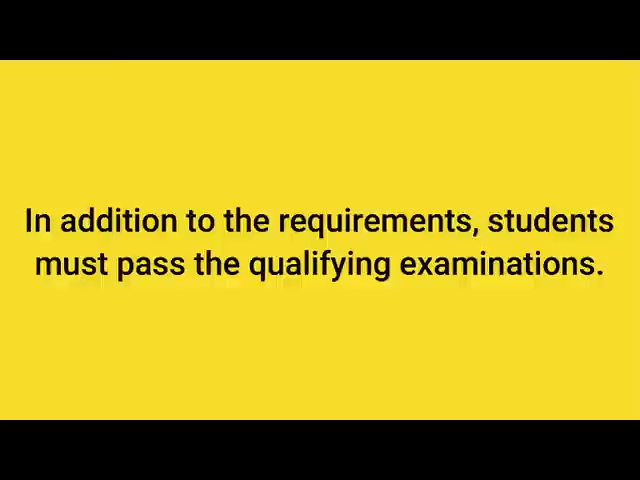 In addition to the requirements, students
must pass the qualifying examinations.